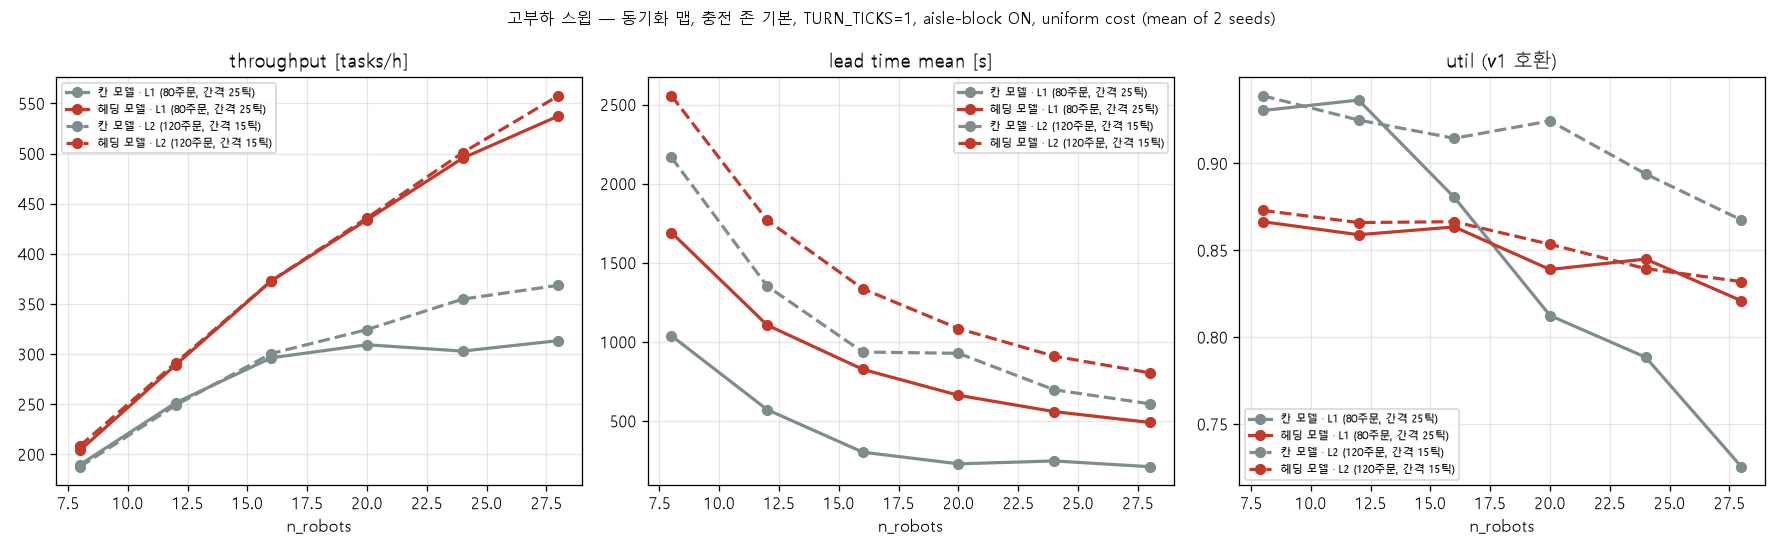 고부하 스윕 — 동기화 맵, 충전 존 기본, TURN_TICKS=1, aisle-block ON, uniform cost (mean of 2 seeds)
throughput [tasks/h]
칸 모델 · L1 (80주문, 간격 25틱)
헤딩 모델 · L1 (80주문, 간격 25틱)
칸 모델 · L2 (120주문, 간격 15틱)
헤딩 모델 · L2 (120주문, 간격 15틱)
550
500
450
400
350
300
250
200
7.5 10.0 12.5 15.0 17.5 20.0 22.5 25.0 27.5
n_robots
lead time mean [s]
칸 모델 · L1 (80주문, 간격 25틱)
헤딩 모델 · L1 (80주문, 간격 25틱)
칸 모델 · L2 (120주문, 간격 15틱)
헤딩 모델 · L2 (120주문, 간격 15틱)
2500
2000
1500
1000
500
7.5 10.0 12.5 15.0 17.5 20.0 22.5 25.0 27.5
n_robots
util (v1 호환)
0.90
0.85
0.80
0.75
칸 모델 · L1 (80주문, 간격 25틱)
헤딩 모델 · L1 (80주문, 간격 25틱)
칸 모델 · L2 (120주문, 간격 15틱)
헤딩 모델 · L2 (120주문, 간격 15틱)
7.5 10.0 12.5 15.0 17.5 20.0 22.5 25.0 27.5
n_robots